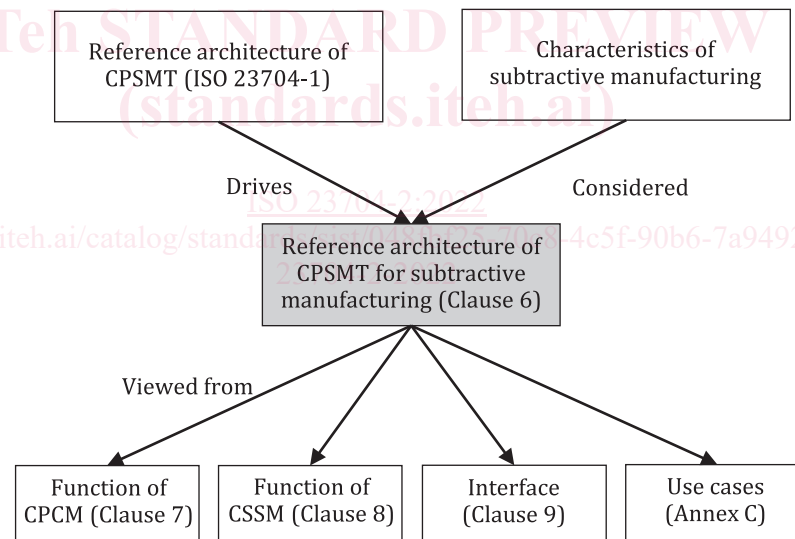 Teh STANDARD PREVIEW
(standards.iteh.ai)
Reference architecture of
CPSMT (ISO 23704-1)
Characteristics of
subtractive manufacturing
Drives
Considered
ISO 23704-2:2022
Reference architecture of
CPSMT for subtractive
manufacturing (Clause 6)
Viewed from
Function of
CPCM (Clause 7)
Function of
CSSM (Clause 8)
Interface
(Clause 9)
Use cases
(Annex C)